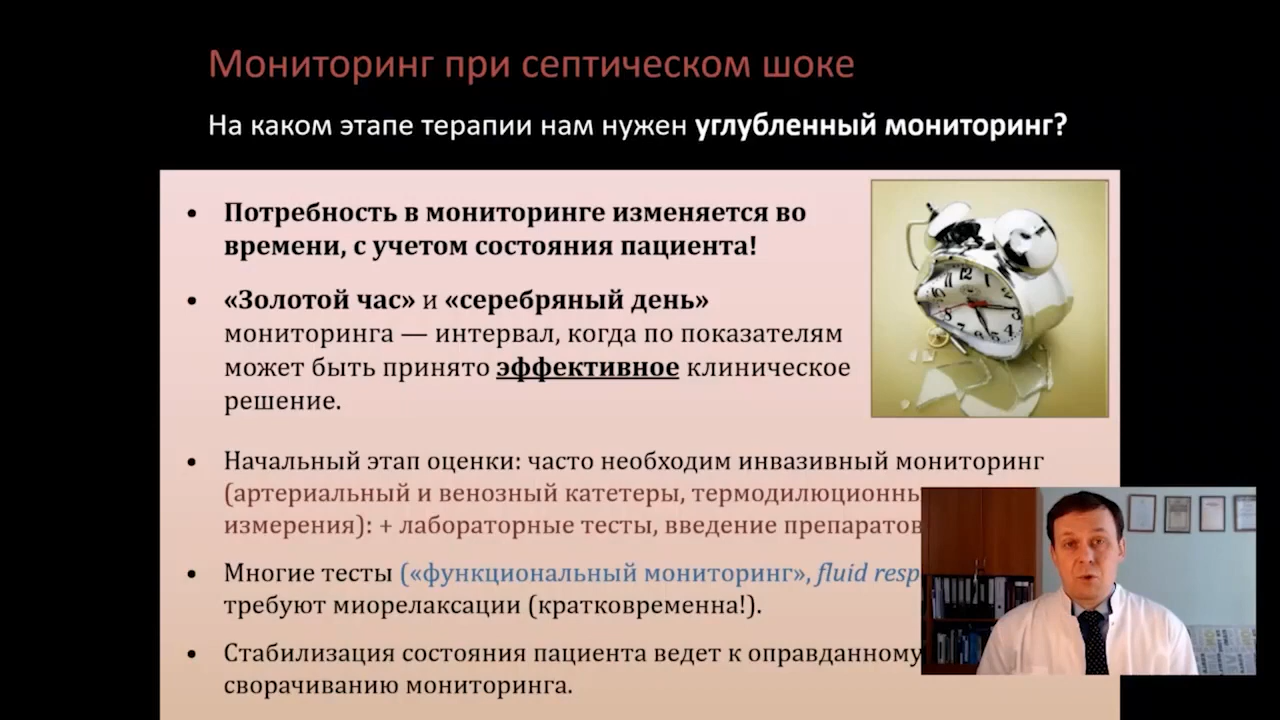 Мониторинг при септическом шоке
На каком этапе терапии нам нужен углубленный мониторинг?
• Потребность в мониторинге изменяется во
времени, с учетом состояния пациента!
• «Золотой час» и «серебряный день»
мониторинга — интервал, когда по показателям
может быть принято эффективное клиническое
решение.
• Начальный этап оценки: часто необходим инвазивный мониторинг
(артериальный и венозный катетеры,
измерения): + лабораторные тесты, введение препаратов
• Многие тесты («функциональный мониторинг», fluid
требуют миорелаксации (кратковременна!).
• Стабилизация состояния пациента ведет к оправданному
сворачиванию мониторинга.